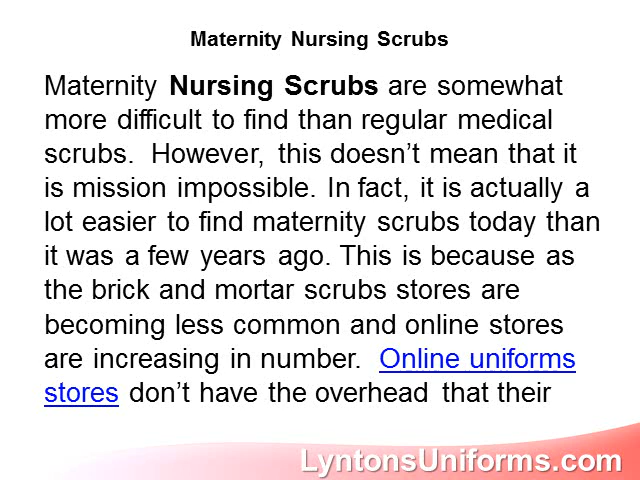 Maternity Nursing Scrubs
Maternity Nursing Scrubs are somewhat
more difficult to find than regular medical
scrubs.  However, this doesn’t mean that it
is mission impossible. In fact, it is actually a
lot easier to find maternity scrubs today than
it was a few years ago. This is because as
the brick and mortar scrubs stores are
becoming less common and online stores
are increasing in number.  Online uniforms
stores don’t have the overhead that their
LyntonsUniforms.com